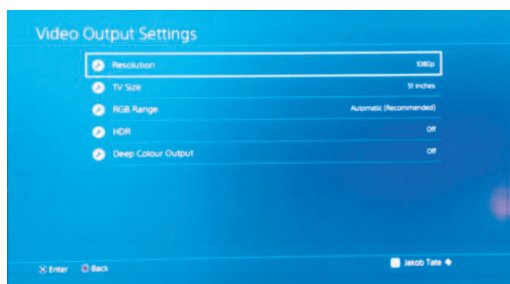 Video Output Settings
Resolution 1080p
TV Size 51 inches
RGB Range Automatic (Recommended)
HDR Off
Deep Colour Output Off
Enter Back Jakob Tate